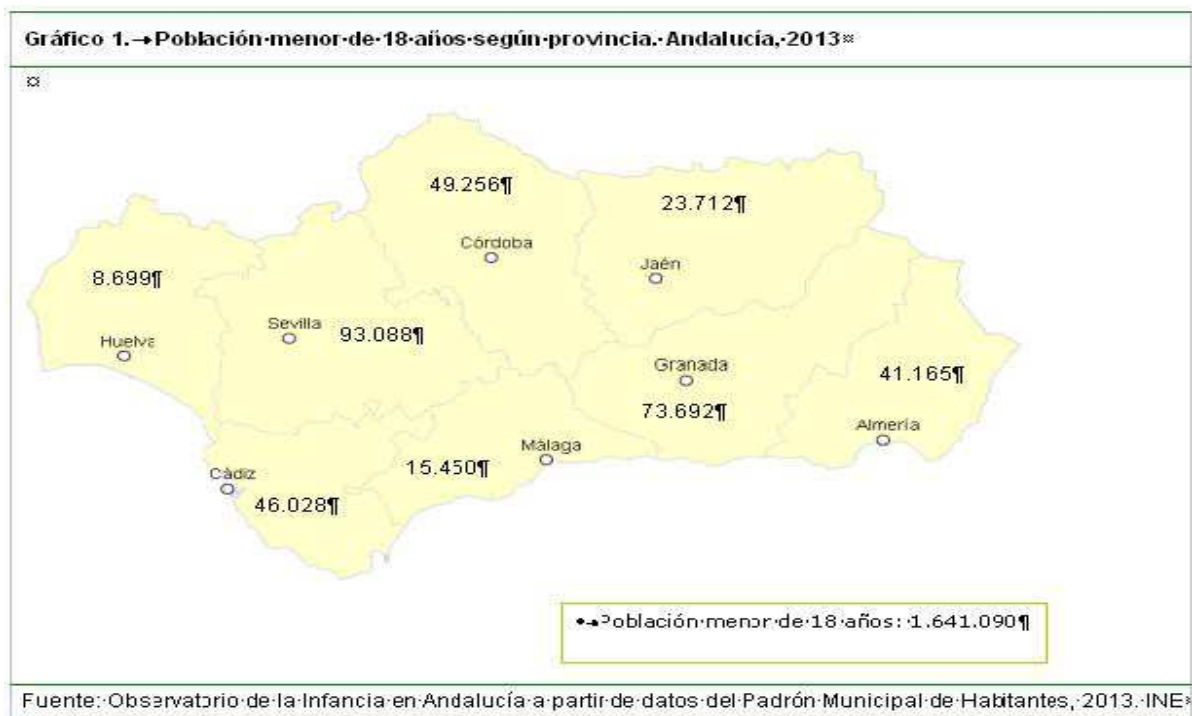 Gráfico 1.→Población·menor·de·18·años·según·provincia.·Andalucía,·2013¤
¤
49.256¶
23.712¶
Córdoba
Jaén
8.699¶
Sevilla
93.088¶
Huelva
Granada
41.165¶
73.692¶
Almería
Málaga
15.450¶
Cádiz
46.028¶
•→Población·menor·de·18·años:·1.641.090¶
Fuente:·Observatorio·de·la·Infancia·en·Andalucía·a·partir·de·datos·del·Padrón·Municipal·de·Habitantes,·2013.·INE¤